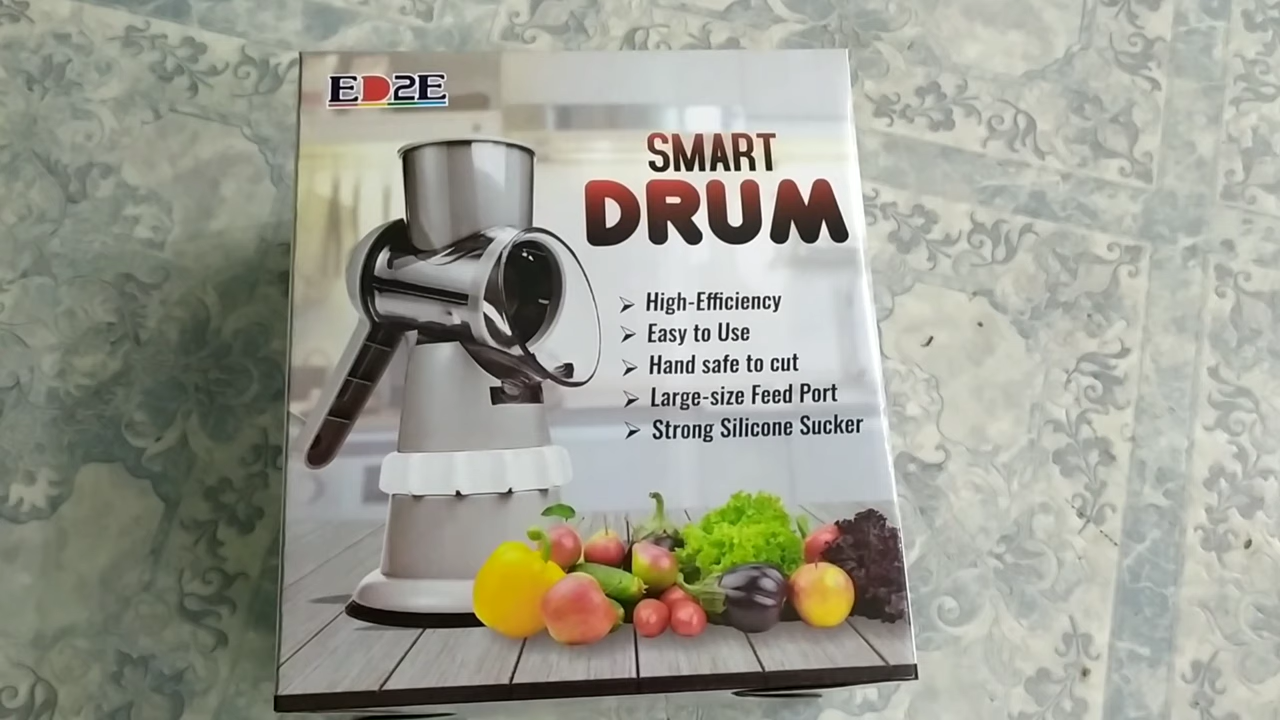 ED2E
SMART
DRUM
High-Efficiency
Easy to Use
Hand safe to cut
Large-size Feed Port
Strong Silicone Sucker